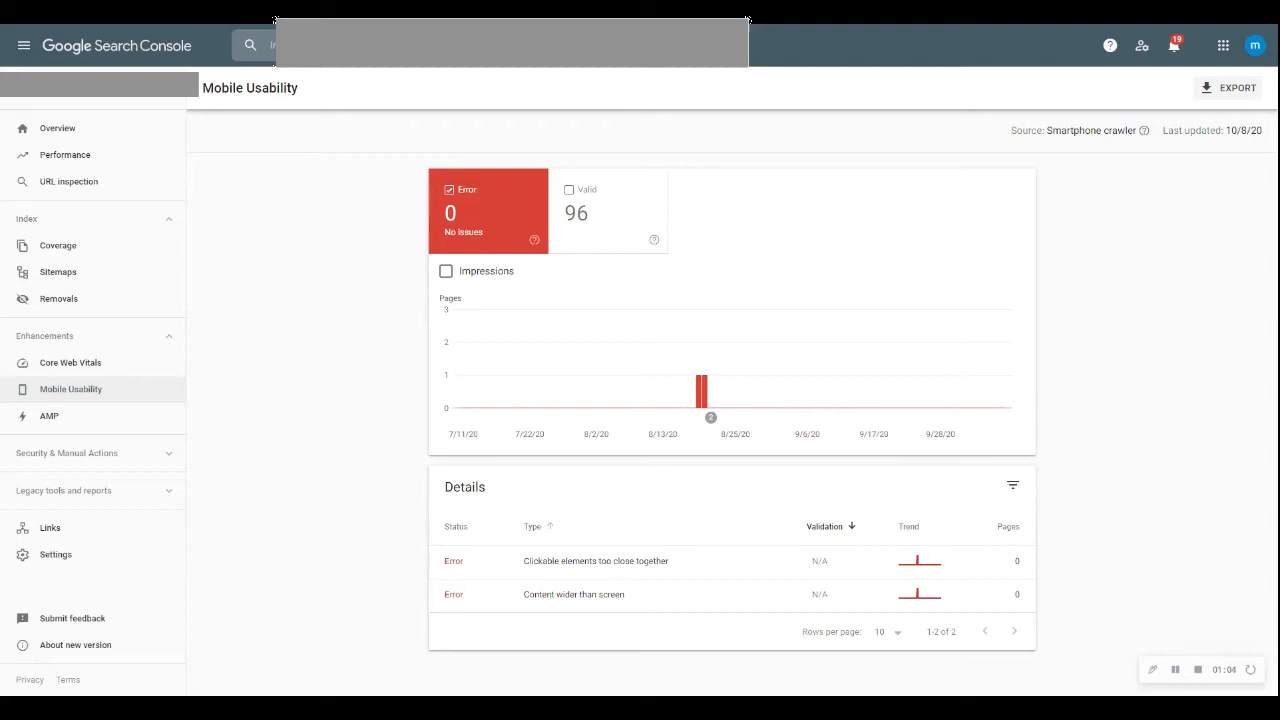 Google Search Console
19
m
Mobile Usability
EXPORT
Overview
Performance
URL inspection
Index
Coverage
Sitemaps
Removals
Enhancements
Core Web Vitals
Mobile Usability
AMP
Security & Manual Actions
Legacy tools and reports
Links
Settings
Submit feedback
About new version
Privacy Terms
Source: Smartphone crawler Last updated: 10/8/20
Error
0
No issues
Valid
96
Impressions
Pages
3
2
1
0
2
7/11/20 7/22/20 8/2/20 8/13/20 8/25/20 9/6/20 9/17/20 9/28/20
Details
Status Type Validation Trend Pages
Error Clickable elements too close together N/A 0
Error Content wider than screen N/A 0
Rows per page: 10 1-2 of 2
01:04